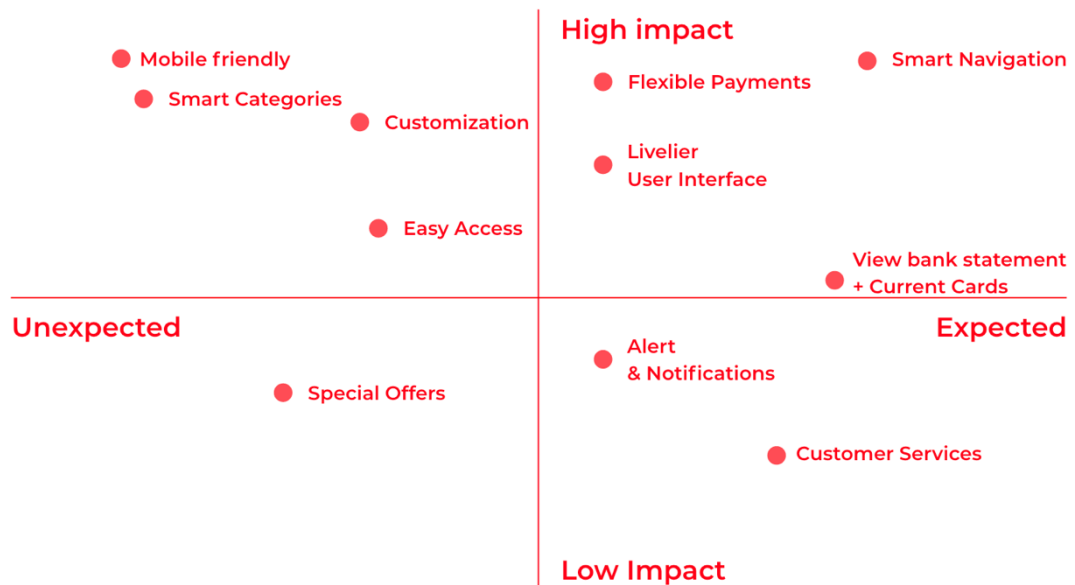 High impact
Mobile friendly
Smart Navigation
Flexible Payments
Smart Categories
Customization
Livelier
User Interface
Easy Access
View bank statement
+ Current Cards
Unexpected
Expected
Alert
& Notifications
Special Offers
Customer Services
Low Impact